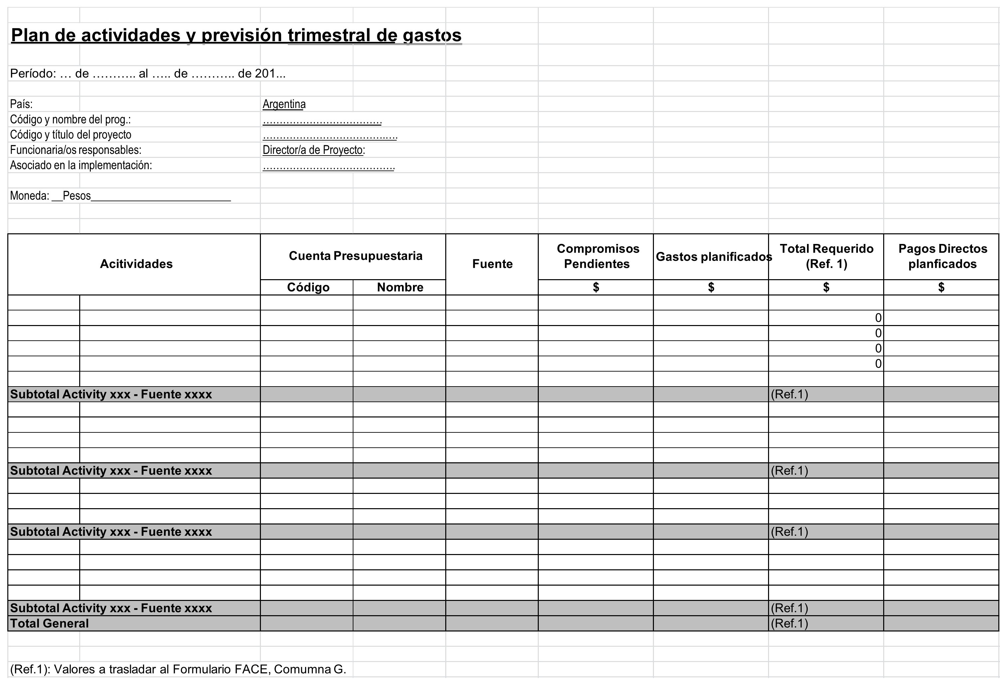 Plan de actividades y previsión trimestral de gastos
Período: … de ……….. al ….. de ……….. de 201...
País: Argentina
Código y nombre del prog.: ………………………………
Código y título del proyecto ……………………………….….
Funcionaria/os responsables: Director/a de Proyecto:
Asociado en la implementación: ………………………………….
Moneda: __Pesos________________________
Acitividades Cuenta Presupuestaria Fuente Compromisos Pendientes Gastos planificados Total Requerido (Ref. 1) Pagos Directos planficados
Código Nombre $ $ $ $
0
0
0
0
Subtotal Activity xxx - Fuente xxxx (Ref.1)
Subtotal Activity xxx - Fuente xxxx (Ref.1)
Subtotal Activity xxx - Fuente xxxx (Ref.1)
Subtotal Activity xxx - Fuente xxxx (Ref.1)
Total General (Ref.1)
(Ref.1): Valores a trasladar al Formulario FACE, Comumna G.